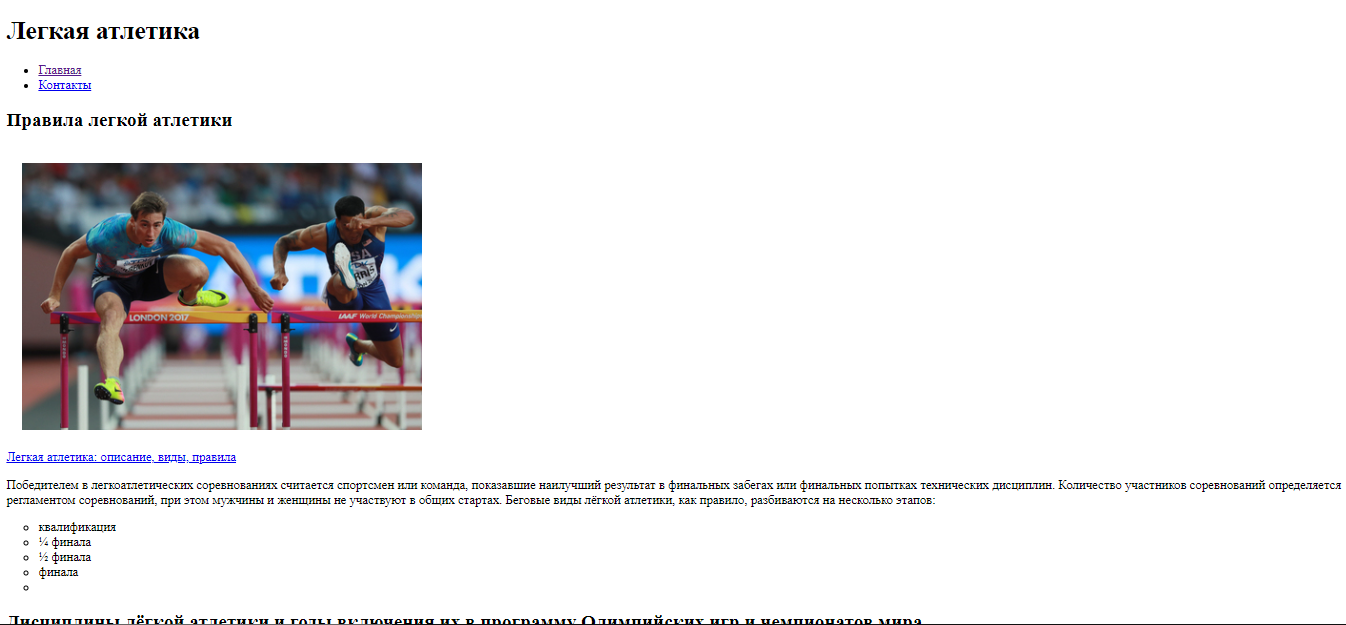 Легкая атлетика
Главная
Контакты
Правила легкой атлетики
LONDON 2017
IAAF World Championships
Легкая атлетика: описание, виды, правила
Победителем в легкоатлетических соревнованиях считается спортсмен или команда, показавшие наилучший результат в финальных забегах или финальных попытках технических дисциплин. Количество участников соревнований определяется
регламентом соревнований, при этом мужчины и женщины не участвуют в общих стартах. Беговые виды лёгкой атлетики, как правило, разбиваются на несколько этапов:
квалификация
¼ финала
½ финала
финала
Дисциплины лёгкой атлетики и годы включения их в программу Олимпийских игр и чемпионатов мира